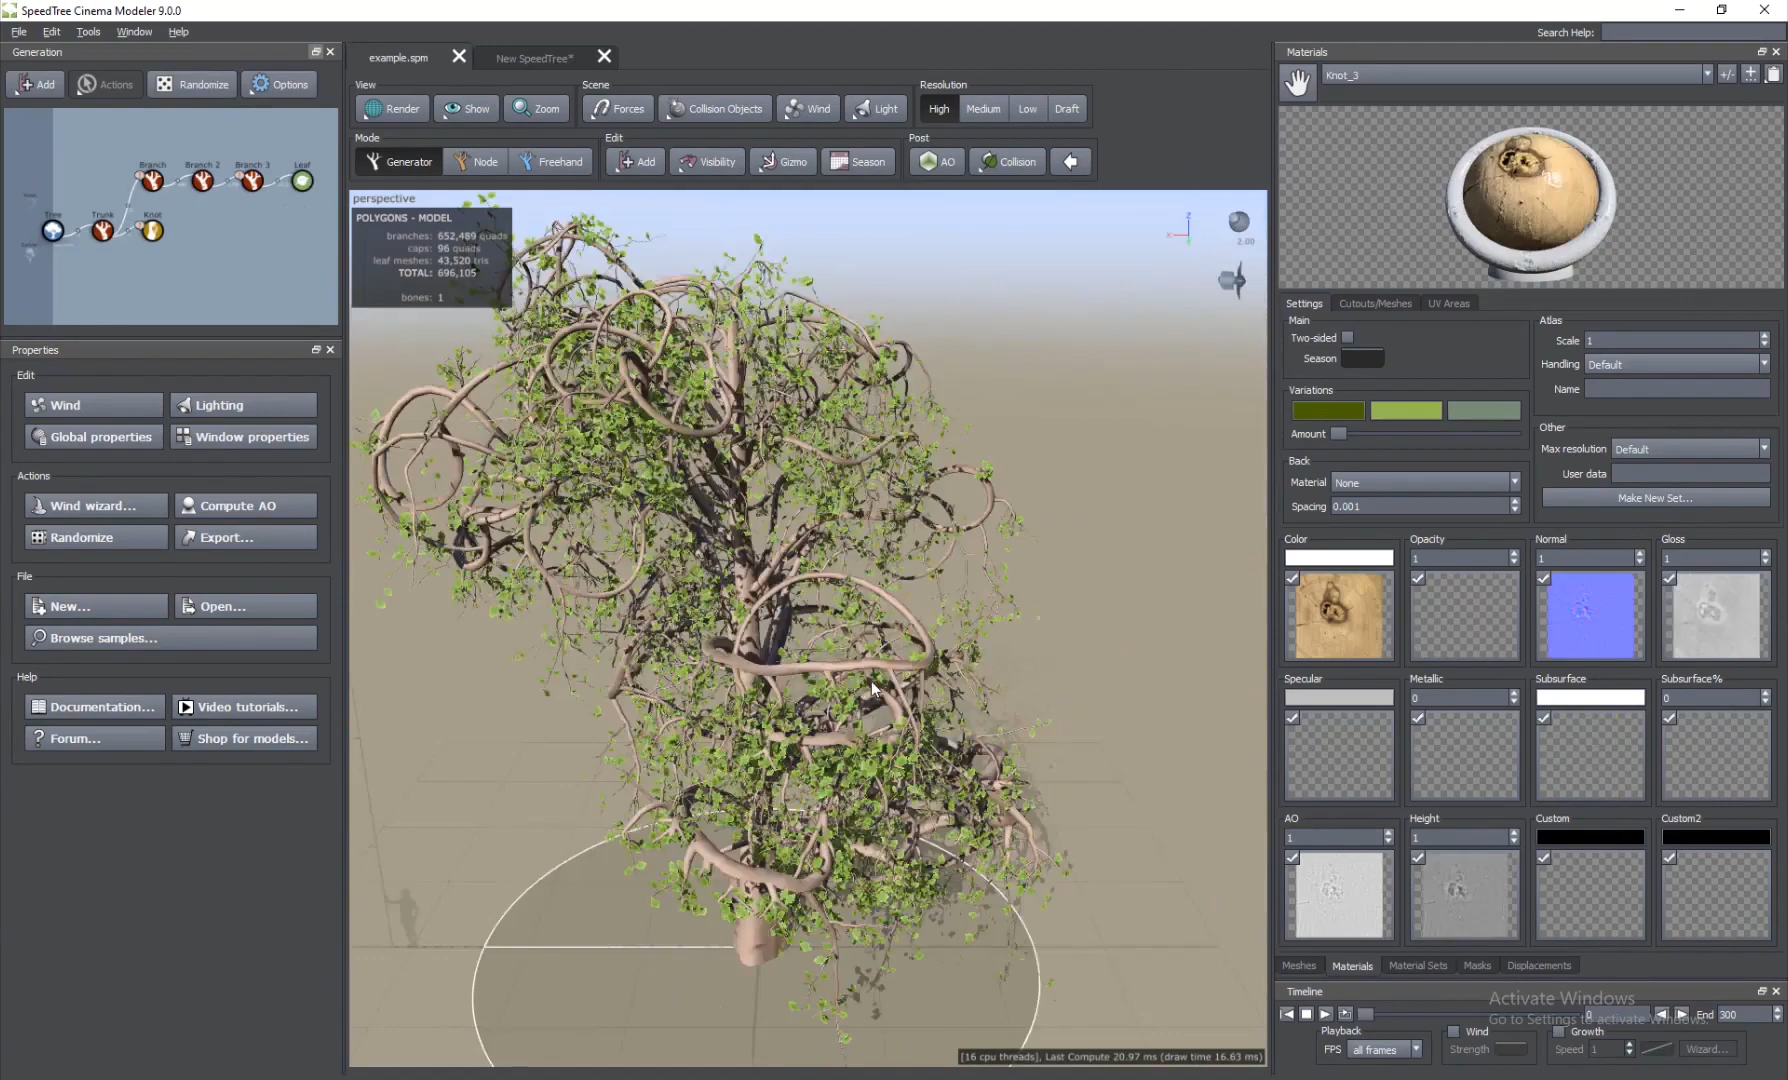 SpeedTree Cinema Modeler 9.0.0
File Edit Tools Window Help
Search Help:
Generation
Add Actions Randomize Options
Branch Branch 2 Branch 3 Leaf
Tree Trunk Knot
Properties
Edit
Wind Lighting
Global properties Window properties
Actions
Wind wizard... Compute AO
Randomize Export...
File
New... Open...
Browse samples...
Help
Documentation... Video tutorials...
Forum... Shop for models...
example.spm New SpeedTree*
View Scene Resolution
Render Show Zoom Forces Collision Objects Wind Light High Medium Low Draft
Mode Edit Post
Generator Node Freehand Add Visibility Gizmo Season AO Collision
perspective
POLYGONS - MODEL
branches: 652,489 quads
caps: 96 quads
leaf meshes: 43,520 tris
TOTAL: 696,105
bones: 1
2.00
[16 cpu threads], Last Compute 20.97 ms (draw time 16.63 ms)
Materials
Knot_3 +/-
Settings Cutouts/Meshes UV Areas
Main
Two-sided
Season
Variations
Amount
Back
Material None
Spacing 0.001
Atlas
Scale 1
Handling Default
Name
Other
Max resolution Default
User data
Make New Set...
Color Opacity Normal Gloss
1 1 1
Specular Metallic Subsurface Subsurface%
0 0
AO Height Custom Custom2
1 1
Meshes Materials Material Sets Masks Displacements
Timeline
Activate Windows
Go to Settings to activate Windows.
0 End 300
Playback Wind Growth
FPS all frames Strength Speed 1 Wizard...